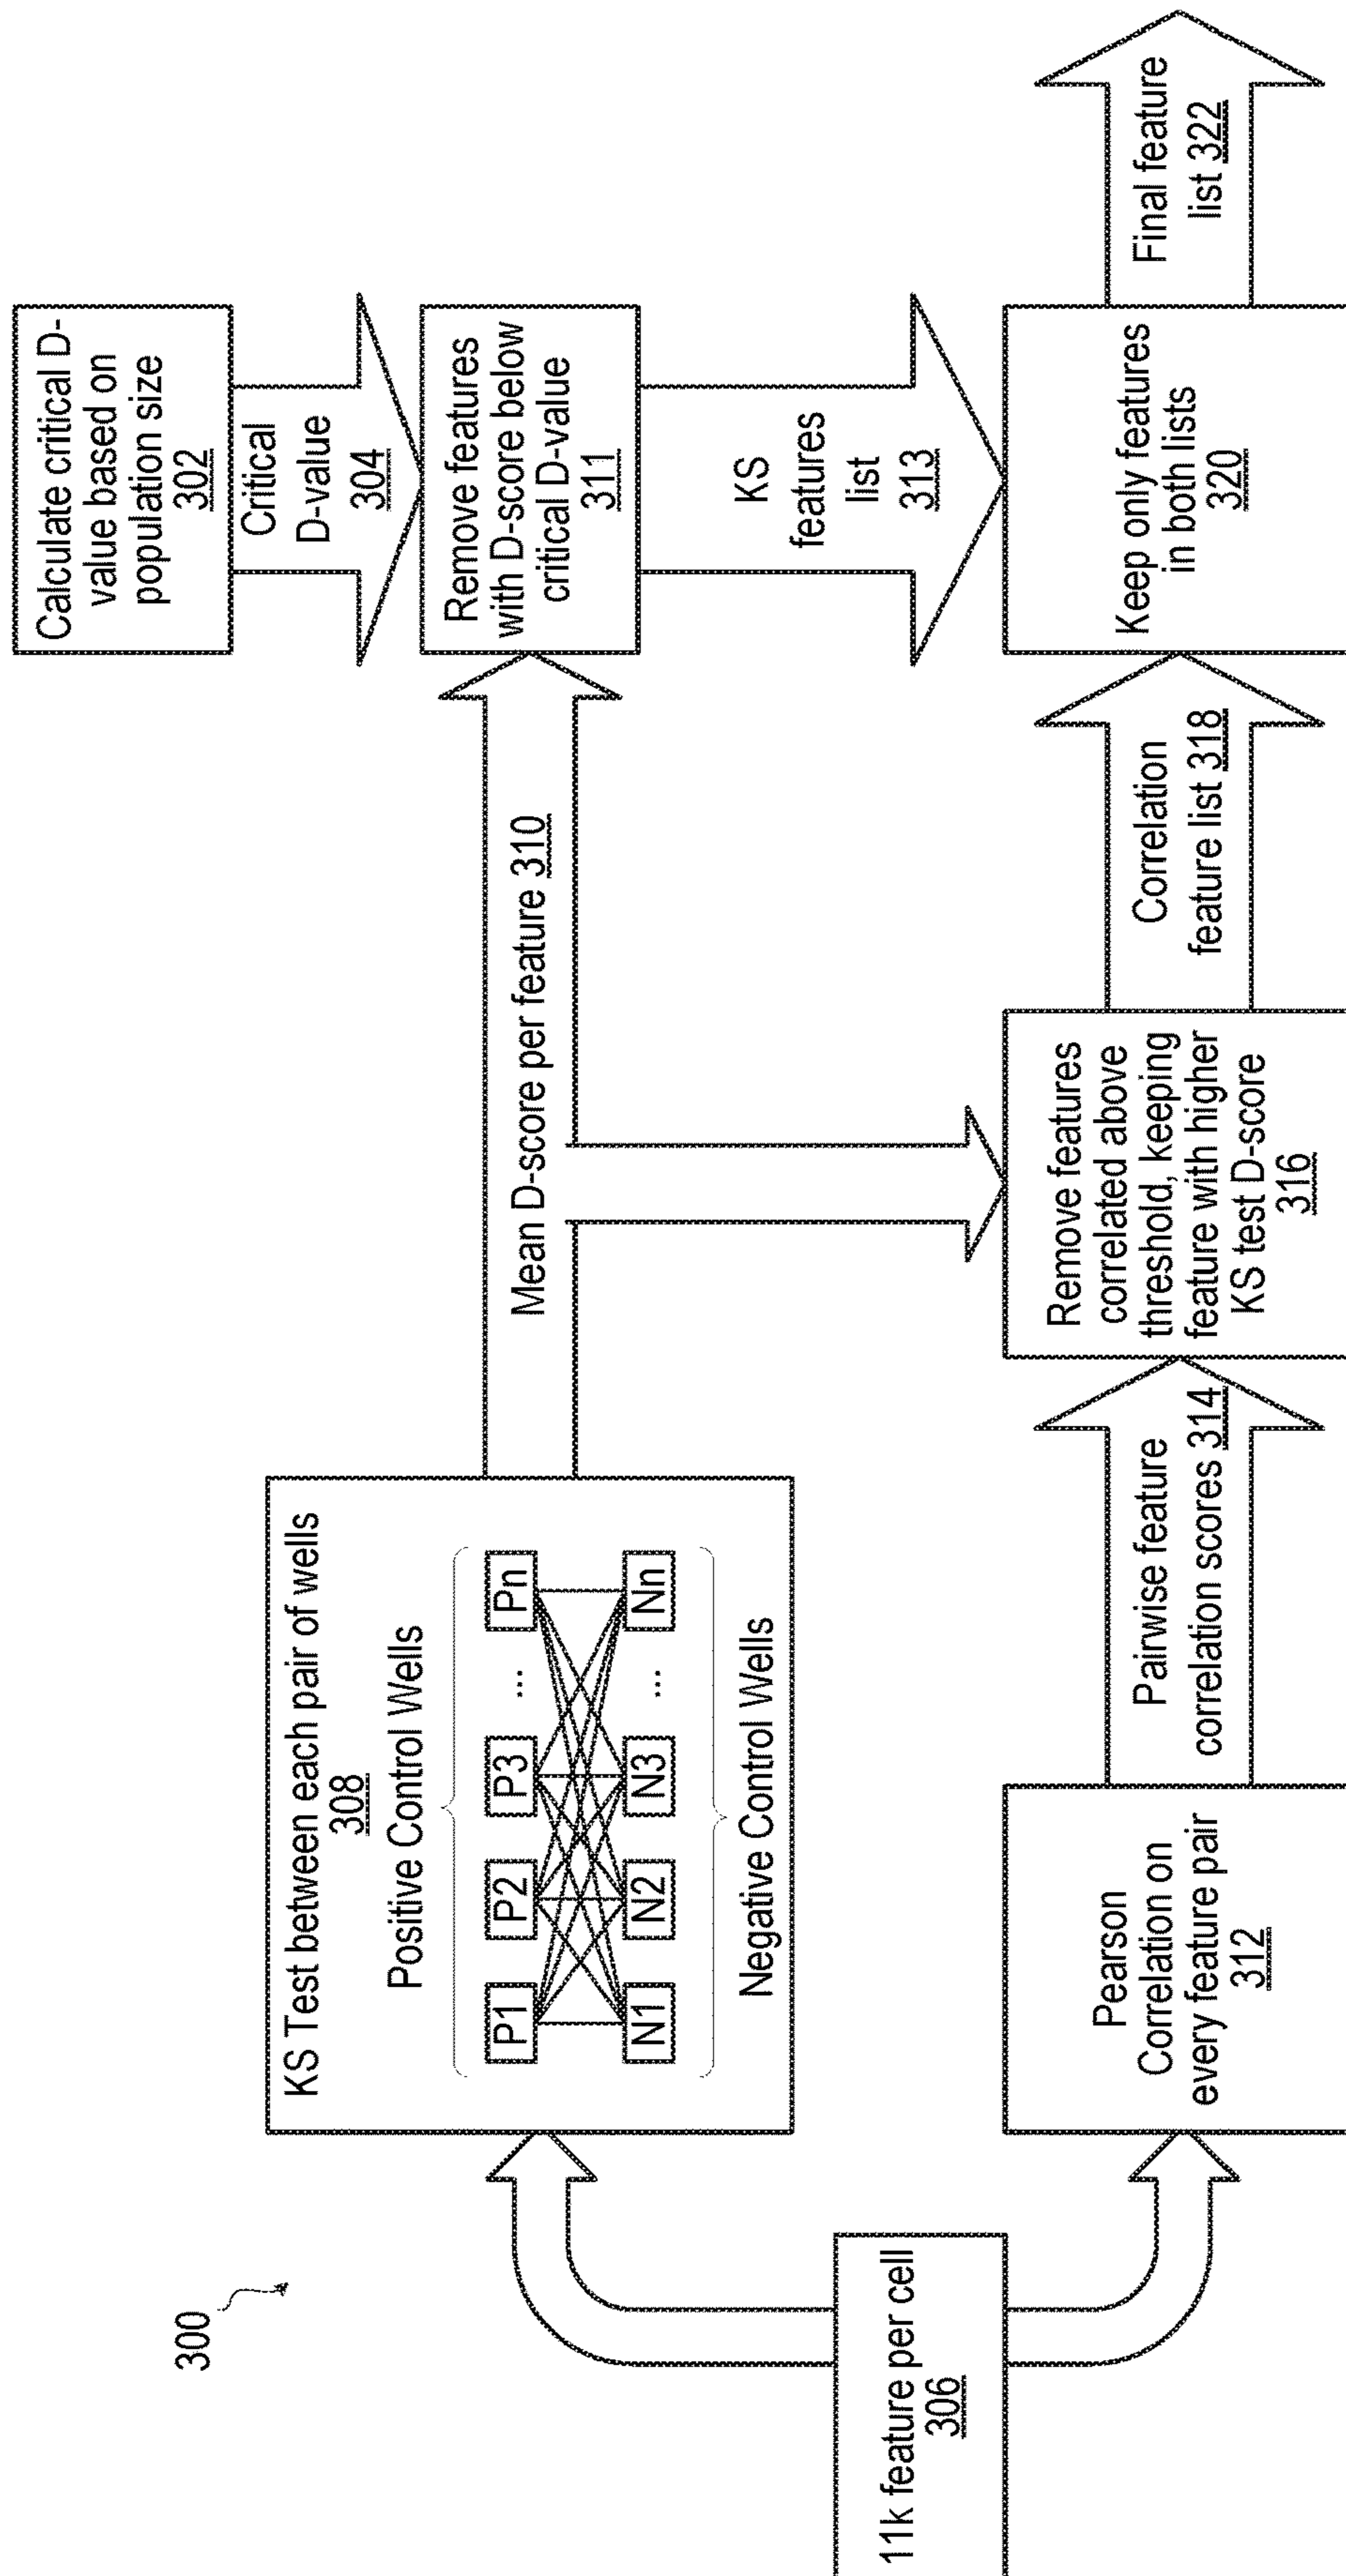 300
Calculate critical D-
value based on
population size
302
Critical
D-value
304
11k feature per cell
306
KS Test between each pair of wells
308
Positive Control Wells
P1 P2 P3 ... Pn
N1 N2 N3 ... Nn
Negative Control Wells
Mean D-score per feature 310
Remove features
with D-score below
critical D-value
311
KS
features
list
313
Pearson
Correlation on
every feature pair
312
Pairwise feature
correlation scores 314
Remove features
correlated above
threshold, keeping
feature with higher
KS test D-score
316
Correlation
feature list 318
Keep only features
in both lists
320
Final feature
list 322